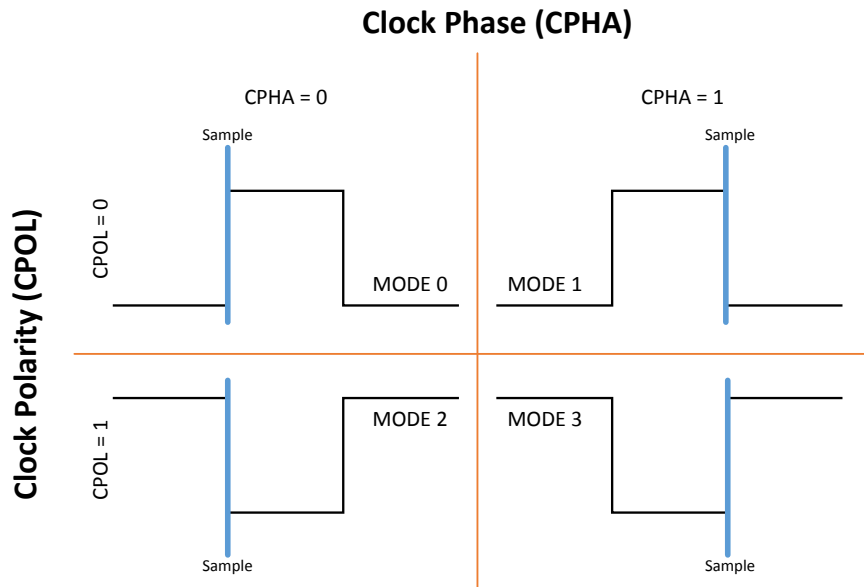 Clock Phase (CPHA)
CPHA = 0
CPHA = 1
Sample
Sample
Clock Polarity (CPOL)
CPOL = 0
MODE 0
MODE 1
CPOL = 1
MODE 2
MODE 3
Sample
Sample